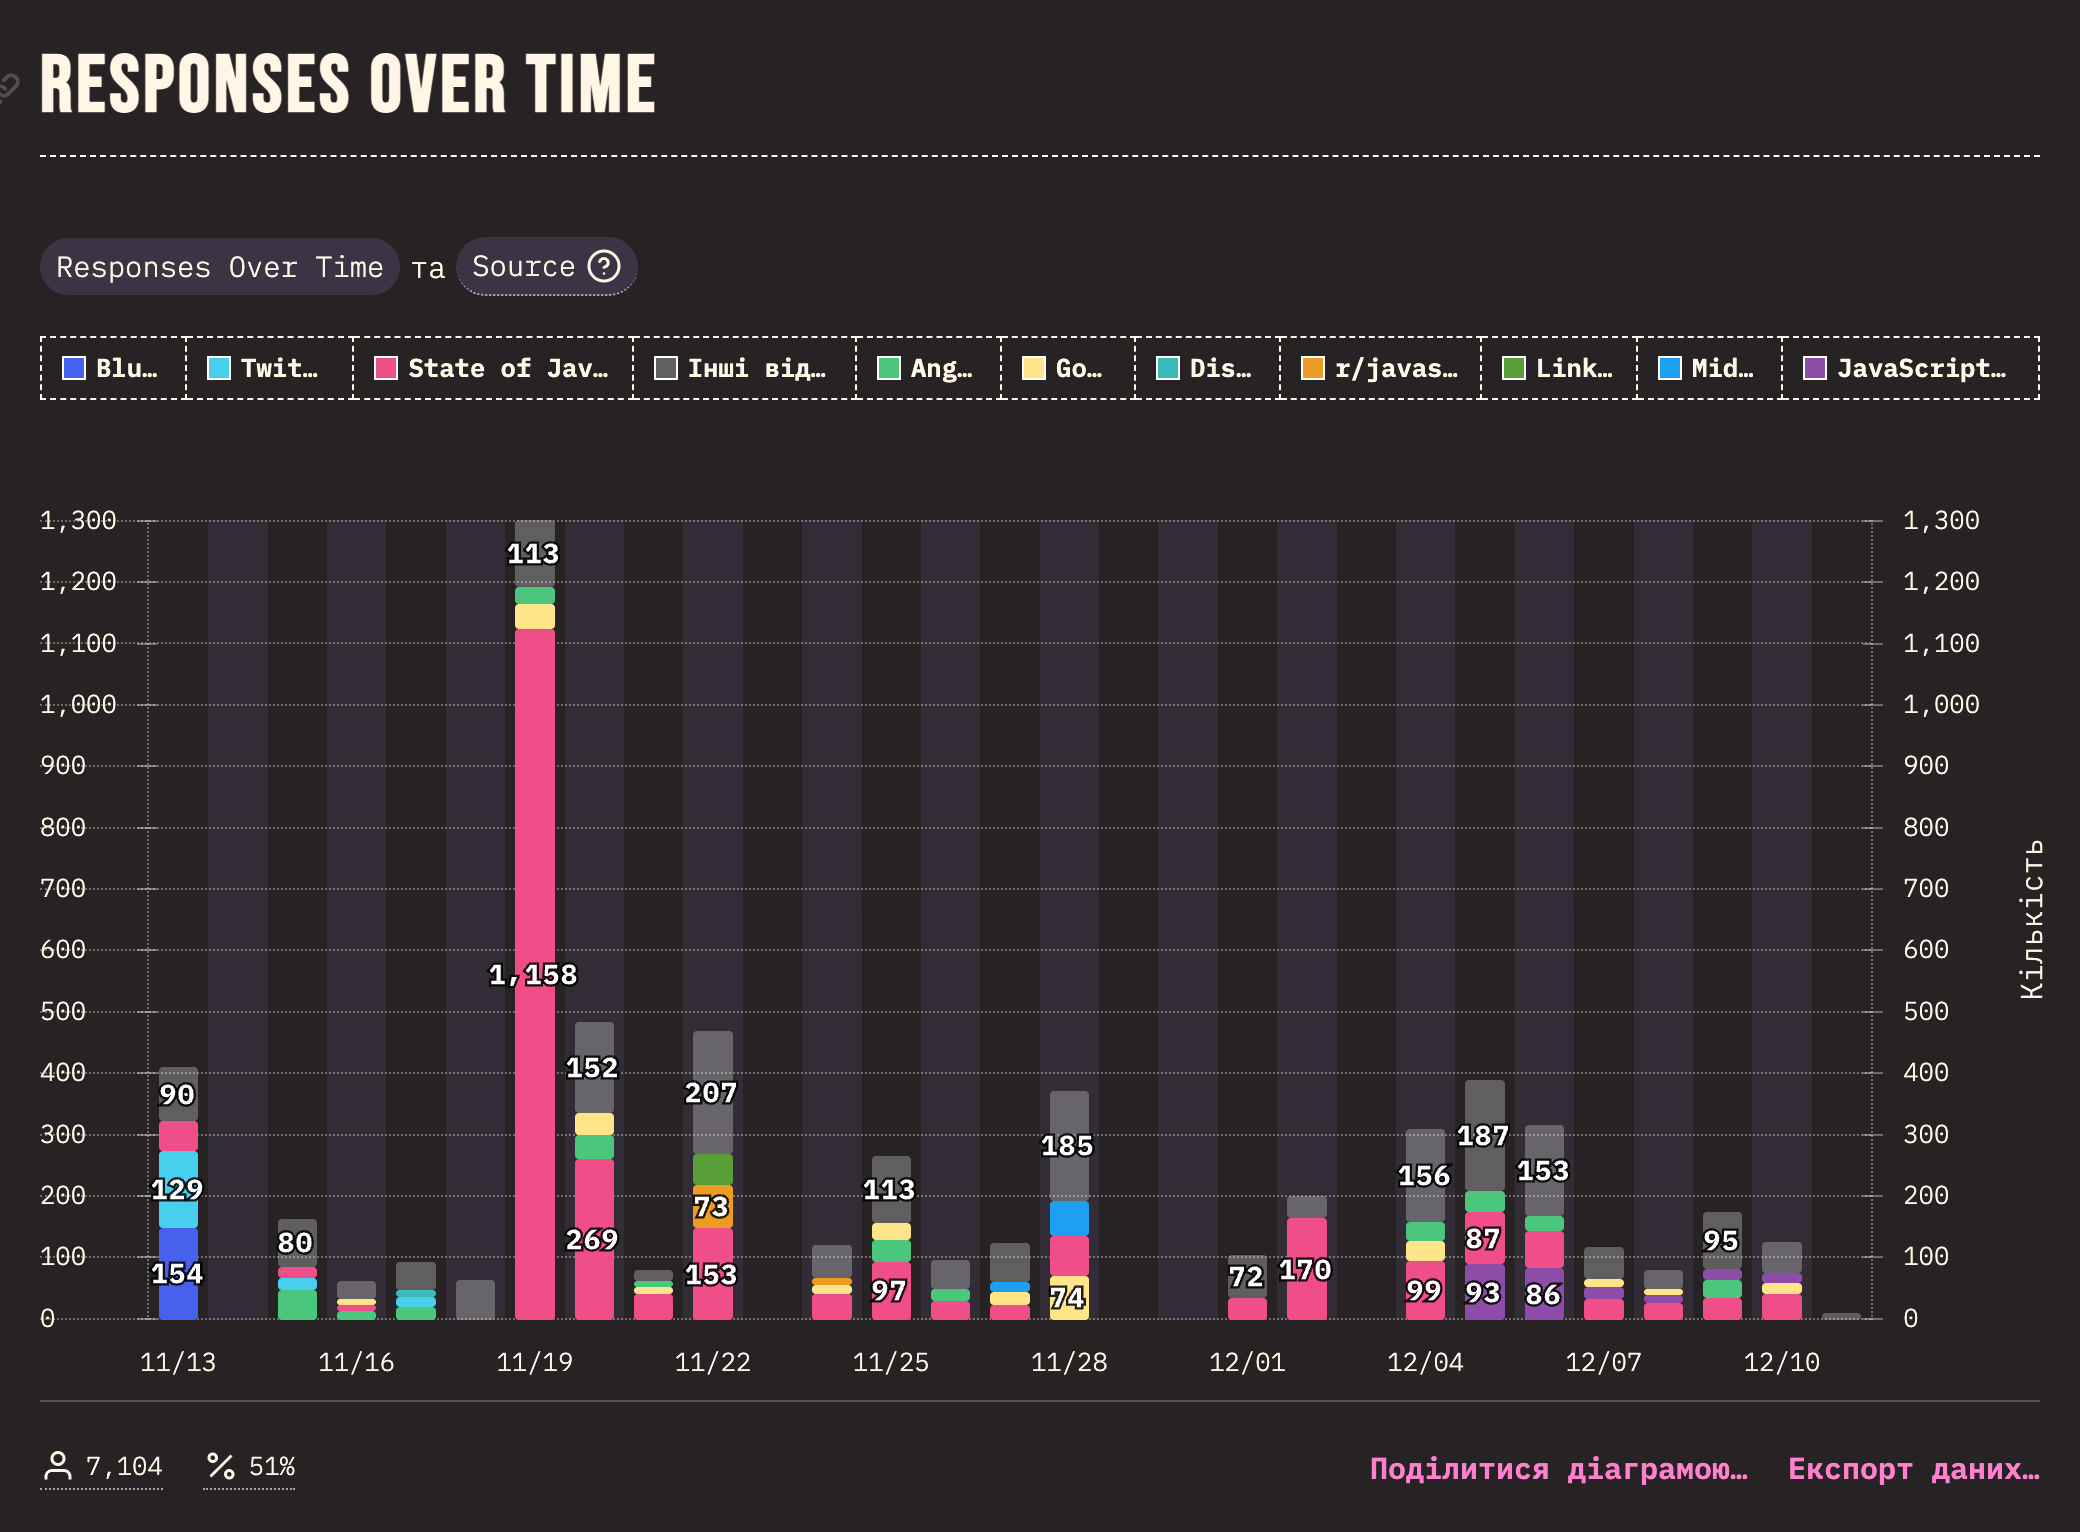 RESPONSES OVER TIME
Responses Over Time та Source ?
Blu… Twit… State of Jav… Інші від… Ang… Go… Dis… r/javas… Link… Mid… JavaScript…
1,300 1,300
113
1,200 1,200
1,100 1,100
1,000 1,000
900 900
800 800
700 700
600 600
1,158
500 500
400 400
300 300
200 200
100 100
0 0
90 129 154
80
152 269
207 73 153
113 97
185 74
72
170
156 99
187 87 93
153 86
95
Кількість
11/13 11/16 11/19 11/22 11/25 11/28 12/01 12/04 12/07 12/10
7,104 51% Поділитися діаграмою… Експорт даних…